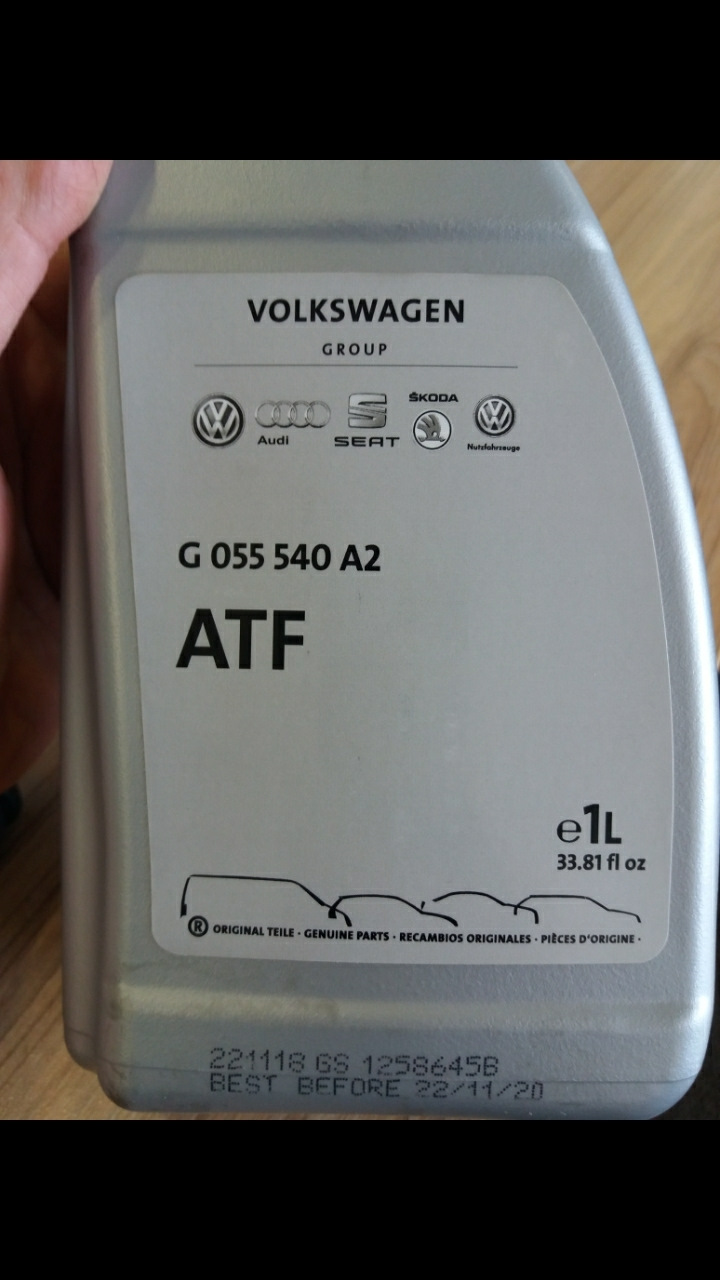 VOLKSWAGEN
GROUP
Audi
SEAT
ŠKODA
Nutzfahrzeuge
G 055 540 A2
ATF
e1L
33.81 fl oz
® ORIGINAL TEILE · GENUINE PARTS · RECAMBIOS ORIGINALES · PIÈCES D'ORIGINE ·
221118 GS 1258645B
BEST BEFORE 22/11/20